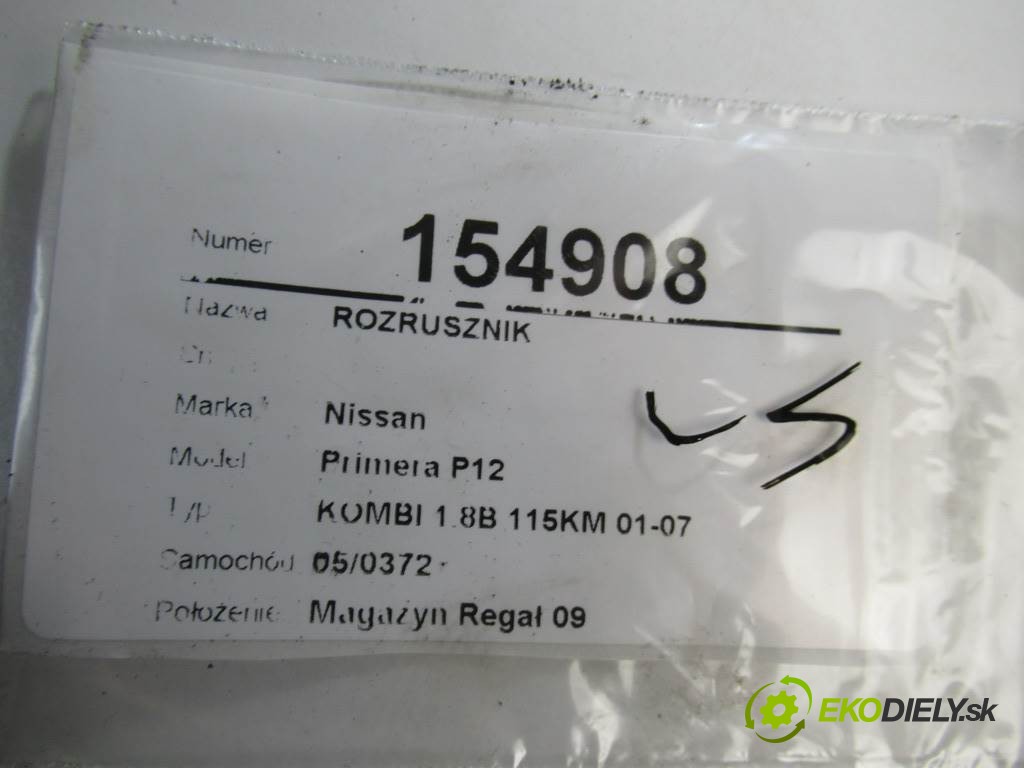 Numer 154908
Nazwa ROZRUSZNIK
Marka Nissan
Model Primera P12
Typ KOMBI 1.8B 115KM 01-07
Samochód 05/0372
Położenie Magazyn Regał 09
EKODIELY.sk